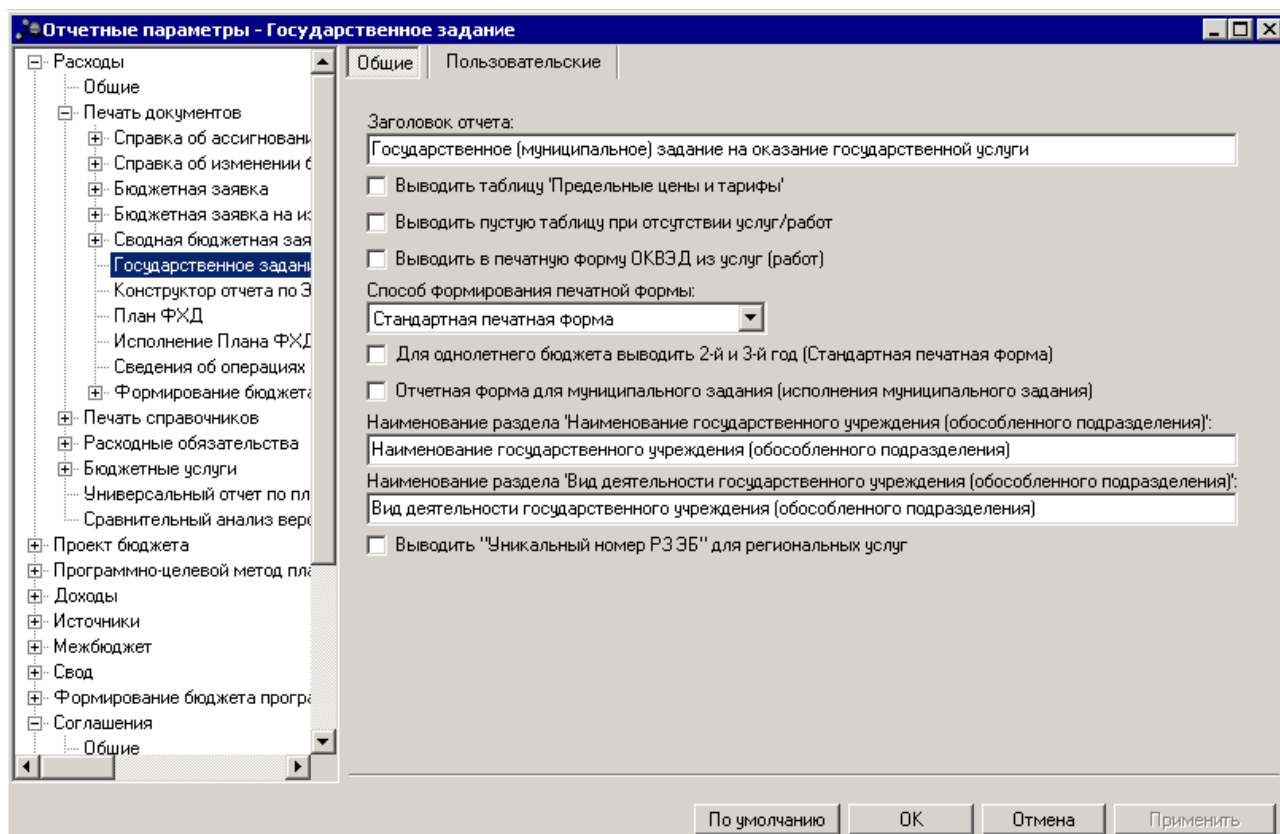 Отчетные параметры - Государственное задание
Расходы
Общие
Печать документов
Справка об ассигновани
Справка об изменении б
Бюджетная заявка
Бюджетная заявка на из
Сводная бюджетная зая
Государственное задани
Конструктор отчета по Э
План ФХД
Исполнение Плана ФХД
Сведения об операциях
Формирование бюджета
Печать справочников
Расходные обязательства
Бюджетные услуги
Универсальный отчет по пл
Сравнительный анализ верс
Проект бюджета
Программно-целевой метод пла
Доходы
Источники
Межбюджет
Свод
Формирование бюджета програ
Соглашения
Общие
Общие Пользовательские
Заголовок отчета:
Государственное (муниципальное) задание на оказание государственной услуги
Выводить таблицу 'Предельные цены и тарифы'
Выводить пустую таблицу при отсутствии услуг/работ
Выводить в печатную форму ОКВЭД из услуг (работ)
Способ формирования печатной формы:
Стандартная печатная форма
Для однолетнего бюджета выводить 2-й и 3-й год (Стандартная печатная форма)
Отчетная форма для муниципального задания (исполнения муниципального задания)
Наименование раздела 'Наименование государственного учреждения (обособленного подразделения)':
Наименование государственного учреждения (обособленного подразделения)
Наименование раздела 'Вид деятельности государственного учреждения (обособленного подразделения)':
Вид деятельности государственного учреждения (обособленного подразделения)
Выводить "Уникальный номер РЗ ЭБ" для региональных услуг
По умолчанию OK Отмена Применить